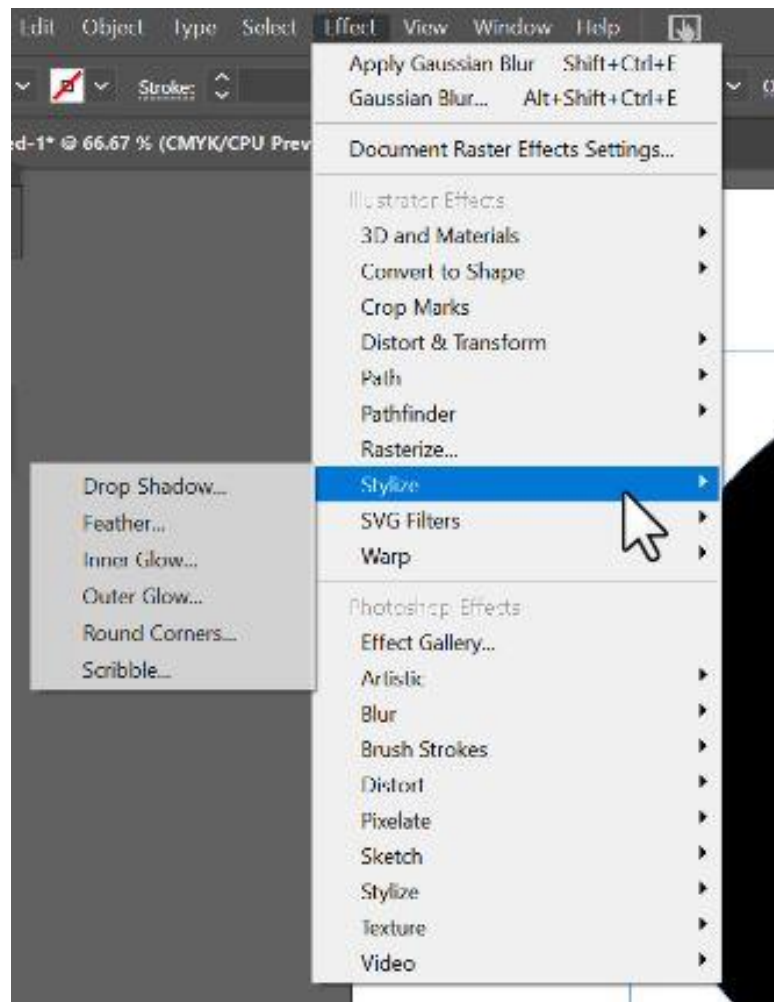 Edit Object Type Select Effect View Window Help
Stroke:
Apply Gaussian Blur Shift+Ctrl+E
Gaussian Blur... Alt+Shift+Ctrl+E
ed-1* @ 66.67 % (CMYK/CPU Prev
Document Raster Effects Settings...
Illustrator Effects
3D and Materials
Convert to Shape
Crop Marks
Distort & Transform
Path
Pathfinder
Rasterize...
Stylize
SVG Filters
Warp
Drop Shadow...
Feather...
Inner Glow...
Outer Glow...
Round Corners...
Scribble...
Photoshop Effects
Effect Gallery...
Artistic
Blur
Brush Strokes
Distort
Pixelate
Sketch
Stylize
Texture
Video